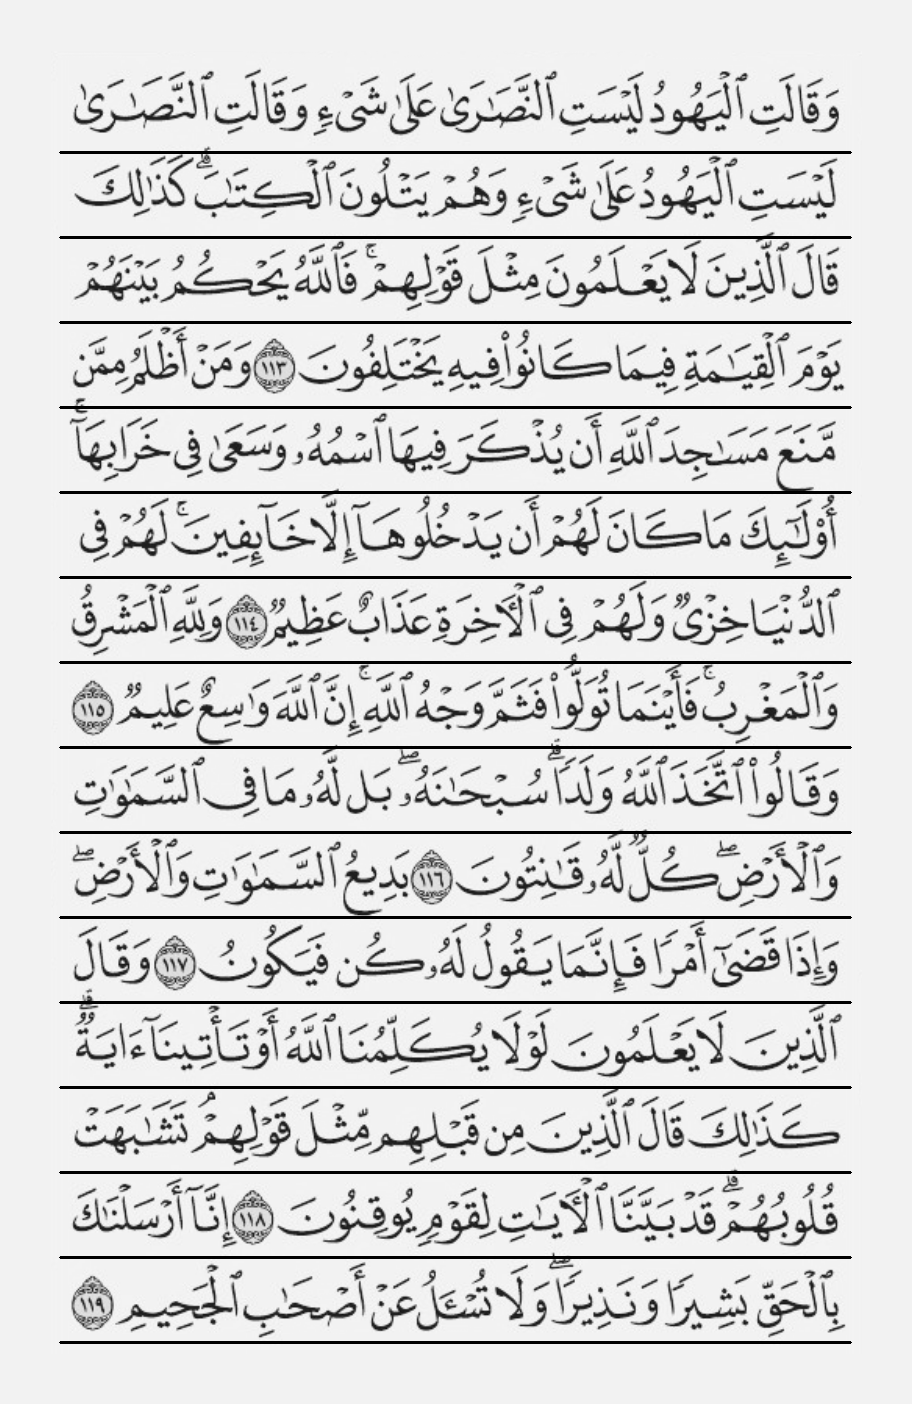 وَقَالَتِ ٱلْيَهُودُ لَيْسَتِ ٱلنَّصَٰرَىٰ عَلَىٰ شَىْءٍ وَقَالَتِ ٱلنَّصَٰرَىٰ
لَيْسَتِ ٱلْيَهُودُ عَلَىٰ شَىْءٍ وَهُمْ يَتْلُونَ ٱلْكِتَٰبَ ۗ كَذَٰلِكَ
قَالَ ٱلَّذِينَ لَا يَعْلَمُونَ مِثْلَ قَوْلِهِمْ ۚ فَٱللَّهُ يَحْكُمُ بَيْنَهُمْ
يَوْمَ ٱلْقِيَٰمَةِ فِيمَا كَانُوا۟ فِيهِ يَخْتَلِفُونَ ١١٣ وَمَنْ أَظْلَمُ مِمَّن
مَّنَعَ مَسَٰجِدَ ٱللَّهِ أَن يُذْكَرَ فِيهَا ٱسْمُهُۥ وَسَعَىٰ فِى خَرَابِهَآ ۚ
أُو۟لَٰٓئِكَ مَا كَانَ لَهُمْ أَن يَدْخُلُوهَآ إِلَّا خَآئِفِينَ ۚ لَهُمْ فِى
ٱلدُّنْيَا خِزْىٌ وَلَهُمْ فِى ٱلْءَاخِرَةِ عَذَابٌ عَظِيمٌ ١١٤ وَلِلَّهِ ٱلْمَشْرِقُ
وَٱلْمَغْرِبُ ۚ فَأَيْنَمَا تُوَلُّوا۟ فَثَمَّ وَجْهُ ٱللَّهِ ۚ إِنَّ ٱللَّهَ وَٰسِعٌ عَلِيمٌ ١١٥
وَقَالُوا۟ ٱتَّخَذَ ٱللَّهُ وَلَدًا ۗ سُبْحَٰنَهُۥ ۖ بَل لَّهُۥ مَا فِى ٱلسَّمَٰوَٰتِ
وَٱلْأَرْضِ ۖ كُلٌّ لَّهُۥ قَٰنِتُونَ ١١٦ بَدِيعُ ٱلسَّمَٰوَٰتِ وَٱلْأَرْضِ ۖ
وَإِذَا قَضَىٰٓ أَمْرًا فَإِنَّمَا يَقُولُ لَهُۥ كُن فَيَكُونُ ١١٧ وَقَالَ
ٱلَّذِينَ لَا يَعْلَمُونَ لَوْلَا يُكَلِّمُنَا ٱللَّهُ أَوْ تَأْتِينَآ ءَايَةٌ ۗ
كَذَٰلِكَ قَالَ ٱلَّذِينَ مِن قَبْلِهِم مِّثْلَ قَوْلِهِمْ ۘ تَشَٰبَهَتْ
قُلُوبُهُمْ ۗ قَدْ بَيَّنَّا ٱلْءَايَٰتِ لِقَوْمٍ يُوقِنُونَ ١١٨ إِنَّآ أَرْسَلْنَٰكَ
بِٱلْحَقِّ بَشِيرًا وَنَذِيرًا ۖ وَلَا تُسْـَٔلُ عَنْ أَصْحَٰبِ ٱلْجَحِيمِ ١١٩